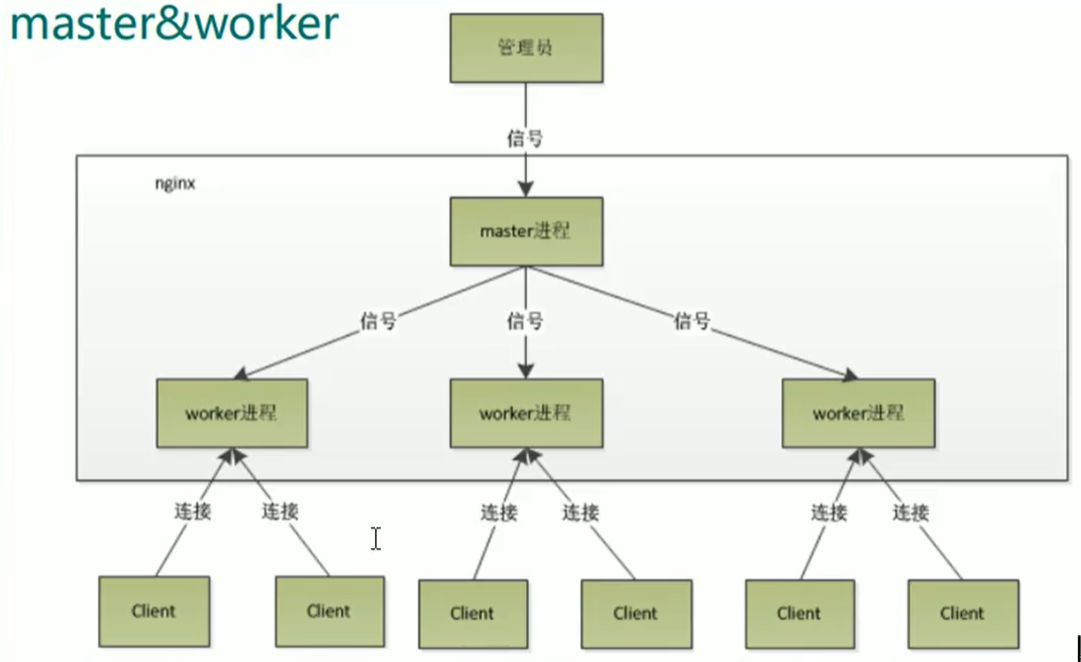 master&worker
管理员
信号
nginx
master进程
信号
信号
信号
worker进程
worker进程
worker进程
连接
连接
连接
连接
连接
连接
Client
Client
Client
Client
Client
Client